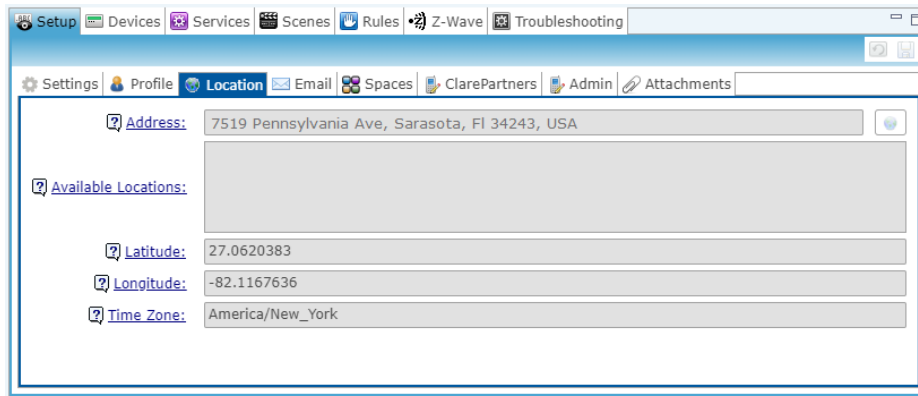 Setup Devices Services Scenes Rules Z-Wave Troubleshooting
Settings Profile Location Email Spaces ClarePartners Admin Attachments
? Address: 7519 Pennsylvania Ave, Sarasota, Fl 34243, USA
? Available Locations:
? Latitude: 27.0620383
? Longitude: -82.1167636
? Time Zone: America/New_York